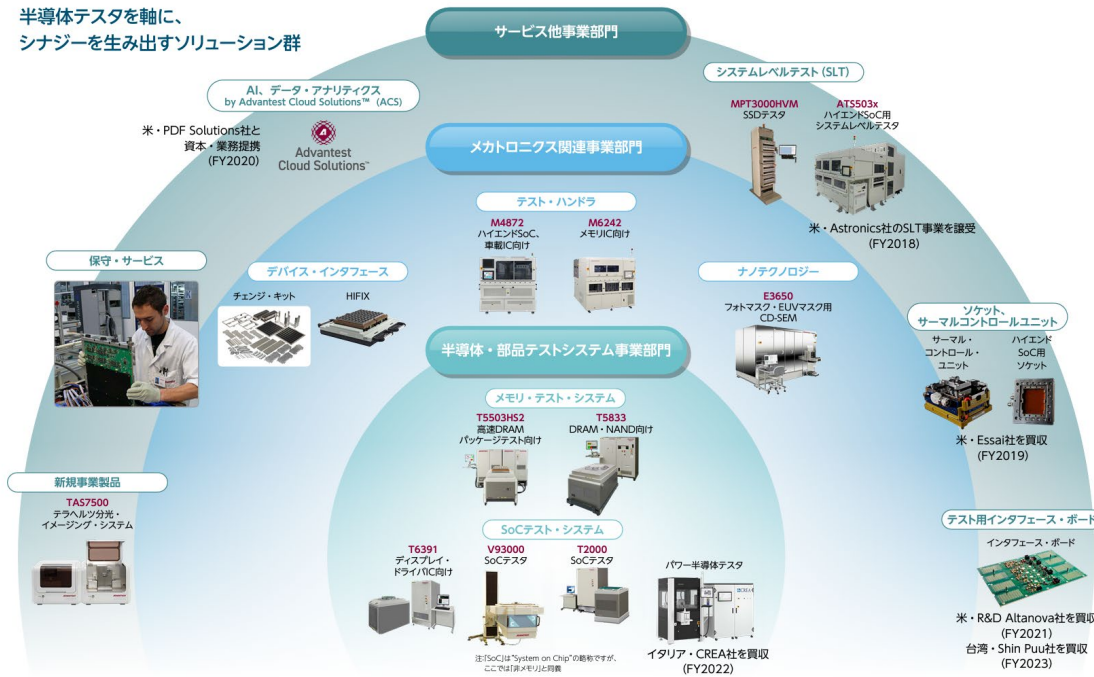 半導体テスタを軸に、
シナジーを生み出すソリューション群
サービス他事業部門
AI、データ・アナリティクス
by Advantest Cloud Solutions™（ACS）
米・PDF Solutions社と
資本・業務提携
（FY2020）
Advantest
Cloud Solutions™
システムレベルテスト（SLT）
MPT3000HVM
SSDテスタ
ATS503x
ハイエンドSoC用
システムレベルテスタ
米・Astronics社のSLT事業を譲受
（FY2018）
メカトロニクス関連事業部門
テスト・ハンドラ
M4872
ハイエンドSoC、
車載IC向け
M6242
メモリIC向け
保守・サービス
デバイス・インタフェース
チェンジ・キット
HIFIX
ナノテクノロジー
E3650
フォトマスク・EUVマスク用
CD-SEM
ソケット、
サーマルコントロールユニット
サーマル・
コントロール・
ユニット
ハイエンド
SoC用
ソケット
米・Essai社を買収
（FY2019）
半導体・部品テストシステム事業部門
メモリ・テスト・システム
T5503HS2
高速DRAM
パッケージテスト向け
T5833
DRAM・NAND向け
新規事業製品
TAS7500
テラヘルツ分光・
イメージング・システム
SoCテスト・システム
T6391
ディスプレイ・
ドライバIC向け
V93000
SoCテスタ
T2000
SoCテスタ
パワー半導体テスタ
イタリア・CREA社を買収
（FY2022）
注:「SoC」は"System on Chip"の略称ですが、
ここでは「非メモリ」と同義
テスト用インタフェース・ボード
インタフェース・ボード
米・R&D Altanova社を買収
（FY2021）
台湾・Shin Puu社を買収
（FY2023）